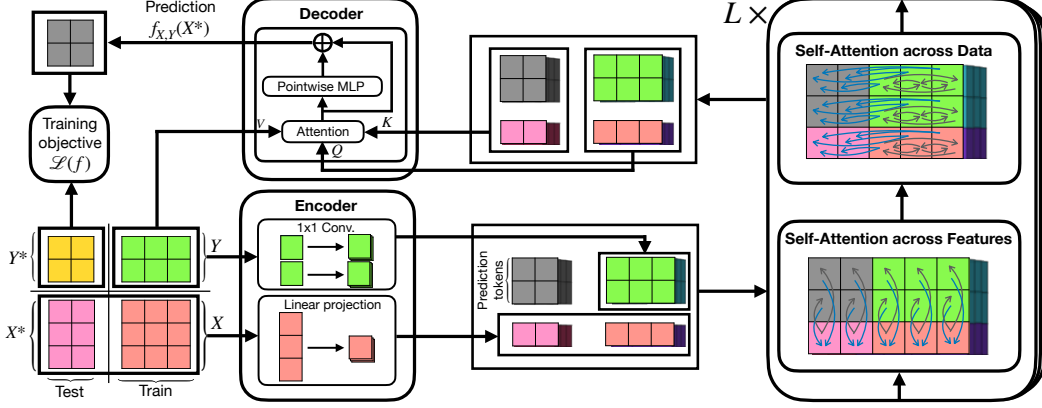 Prediction
f_{X,Y}(X*)
Decoder
Pointwise MLP
Attention
V
K
Q
L ×
Self-Attention across Data
Training
objective
ℒ(f)
Encoder
1x1 Conv.
Linear projection
Y*
Y
X*
X
Test
Train
Prediction
tokens
Self-Attention across Features